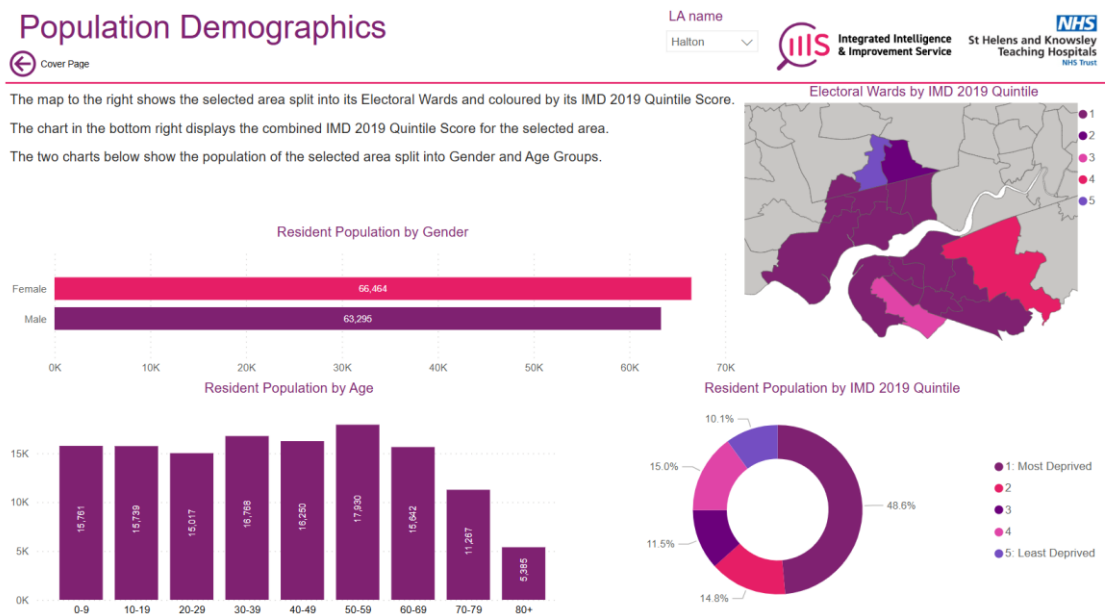 Population Demographics
Cover Page
LA name
Halton
Integrated Intelligence
& Improvement Service
NHS
St Helens and Knowsley
Teaching Hospitals
NHS Trust
The map to the right shows the selected area split into its Electoral Wards and coloured by its IMD 2019 Quintile Score.
The chart in the bottom right displays the combined IMD 2019 Quintile Score for the selected area.
The two charts below show the population of the selected area split into Gender and Age Groups.
Electoral Wards by IMD 2019 Quintile
1
2
3
4
5
Resident Population by Gender
Female
66,464
Male
63,295
0K 10K 20K 30K 40K 50K 60K 70K
Resident Population by Age
15K
10K
5K
0K
15,761 15,739 15,017 16,768 16,250 17,930 15,642 11,267 5,385
0-9 10-19 20-29 30-39 40-49 50-59 60-69 70-79 80+
Resident Population by IMD 2019 Quintile
10.1%
15.0%
48.6%
11.5%
14.8%
1: Most Deprived
2
3
4
5: Least Deprived